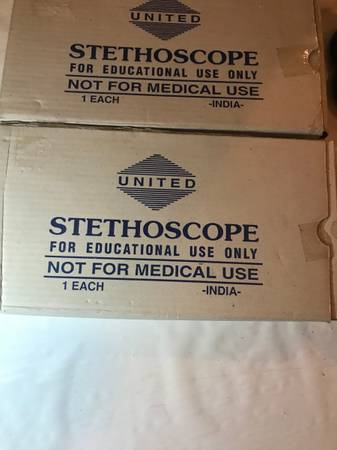 UNITED
STETHOSCOPE
FOR EDUCATIONAL USE ONLY
NOT FOR MEDICAL USE
1 EACH -INDIA-
UNITED
STETHOSCOPE
FOR EDUCATIONAL USE ONLY
NOT FOR MEDICAL USE
1 EACH -INDIA-